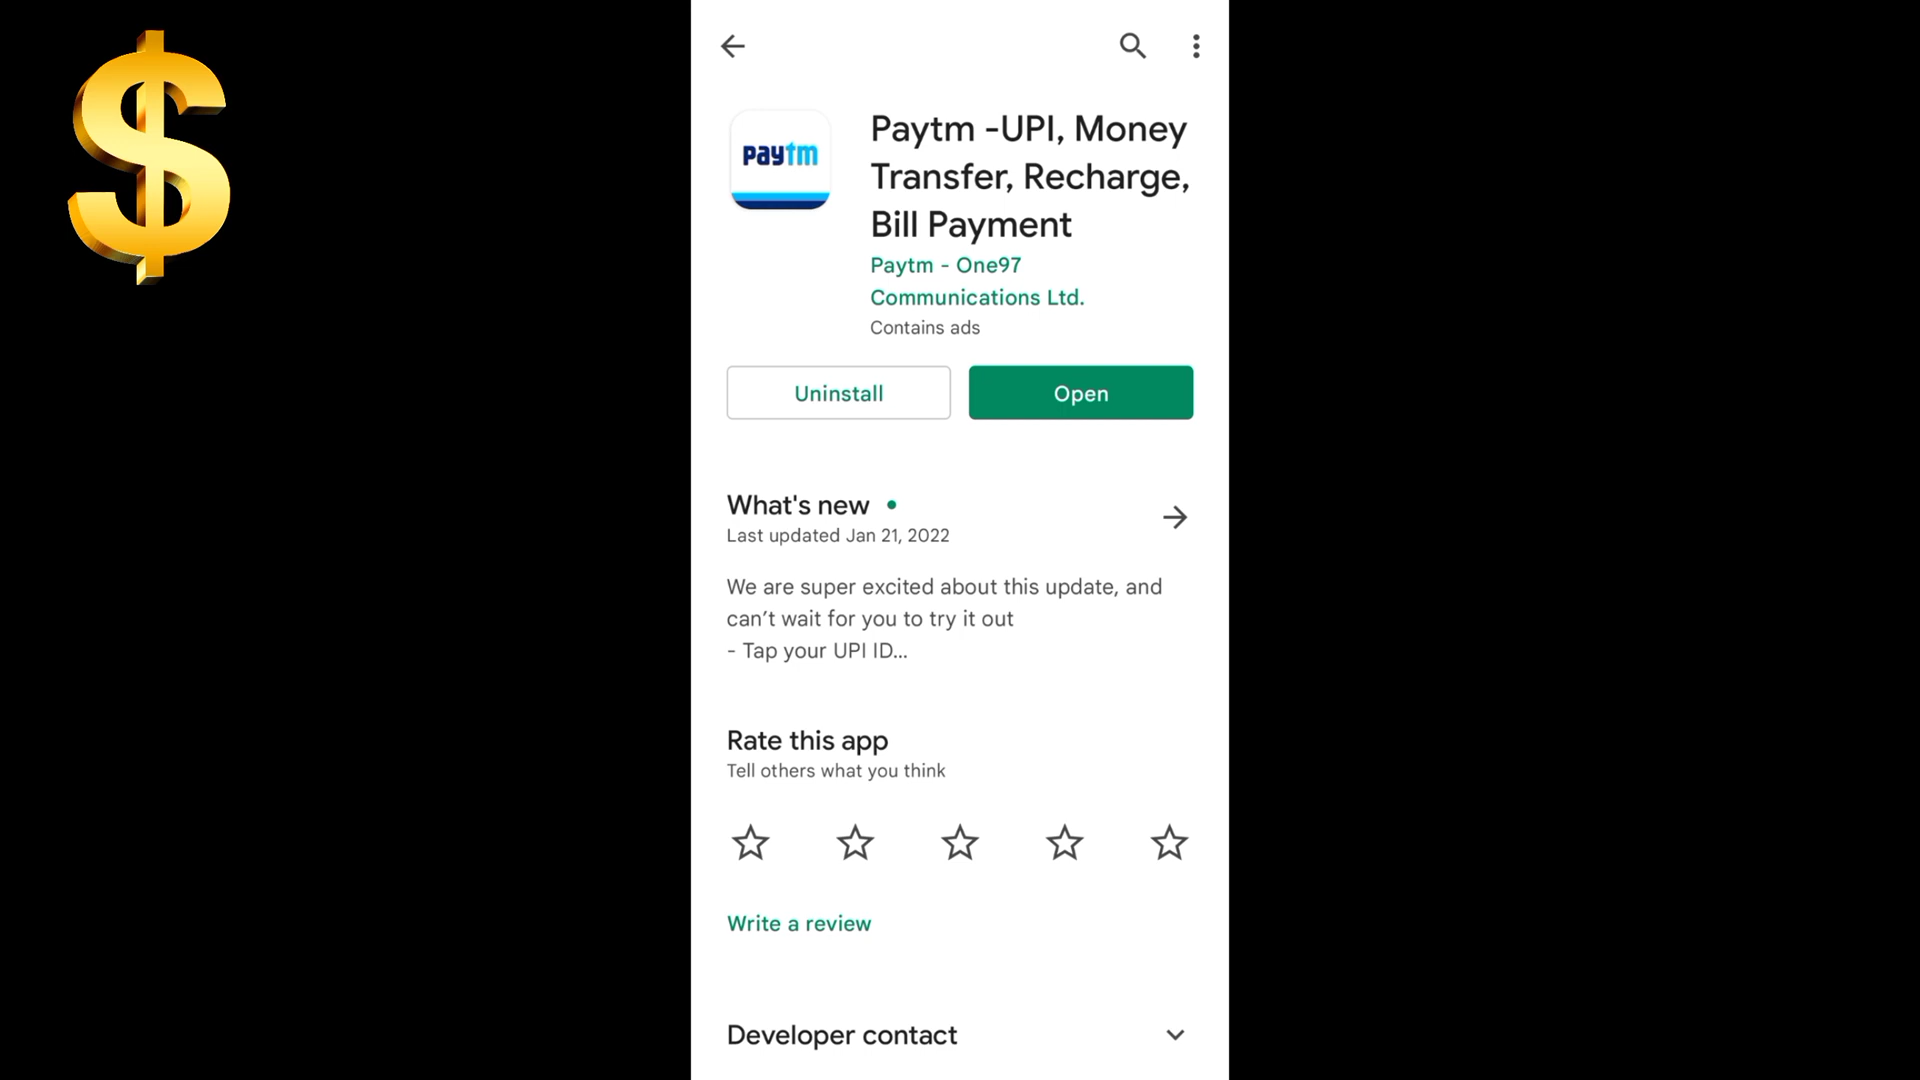 $
paytm
Paytm -UPI, Money
Transfer, Recharge,
Bill Payment
Paytm - One97
Communications Ltd.
Contains ads
Uninstall
Open
What's new
Last updated Jan 21, 2022
We are super excited about this update, and
can’t wait for you to try it out
- Tap your UPI ID...
Rate this app
Tell others what you think
Write a review
Developer contact